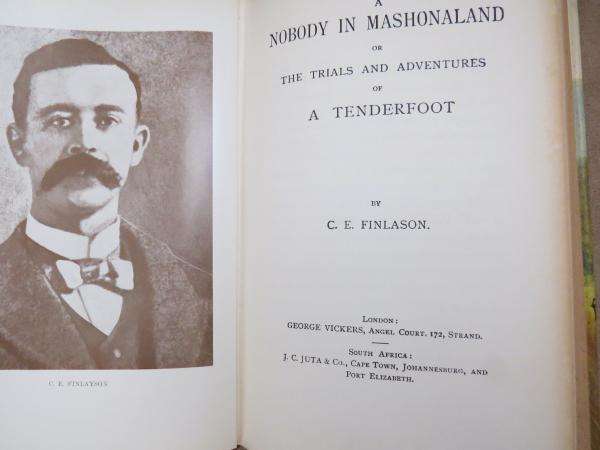 C. E. FINLAYSON
A
NOBODY IN MASHONALAND
OR
THE TRIALS AND ADVENTURES
OF
A TENDERFOOT
BY
C. E. FINLASON.
LONDON:
GEORGE VICKERS, ANGEL COURT. 172, STRAND.
SOUTH AFRICA:
J. C. JUTA & CO., CAPE TOWN, JOHANNESBURG, AND
PORT ELIZABETH.